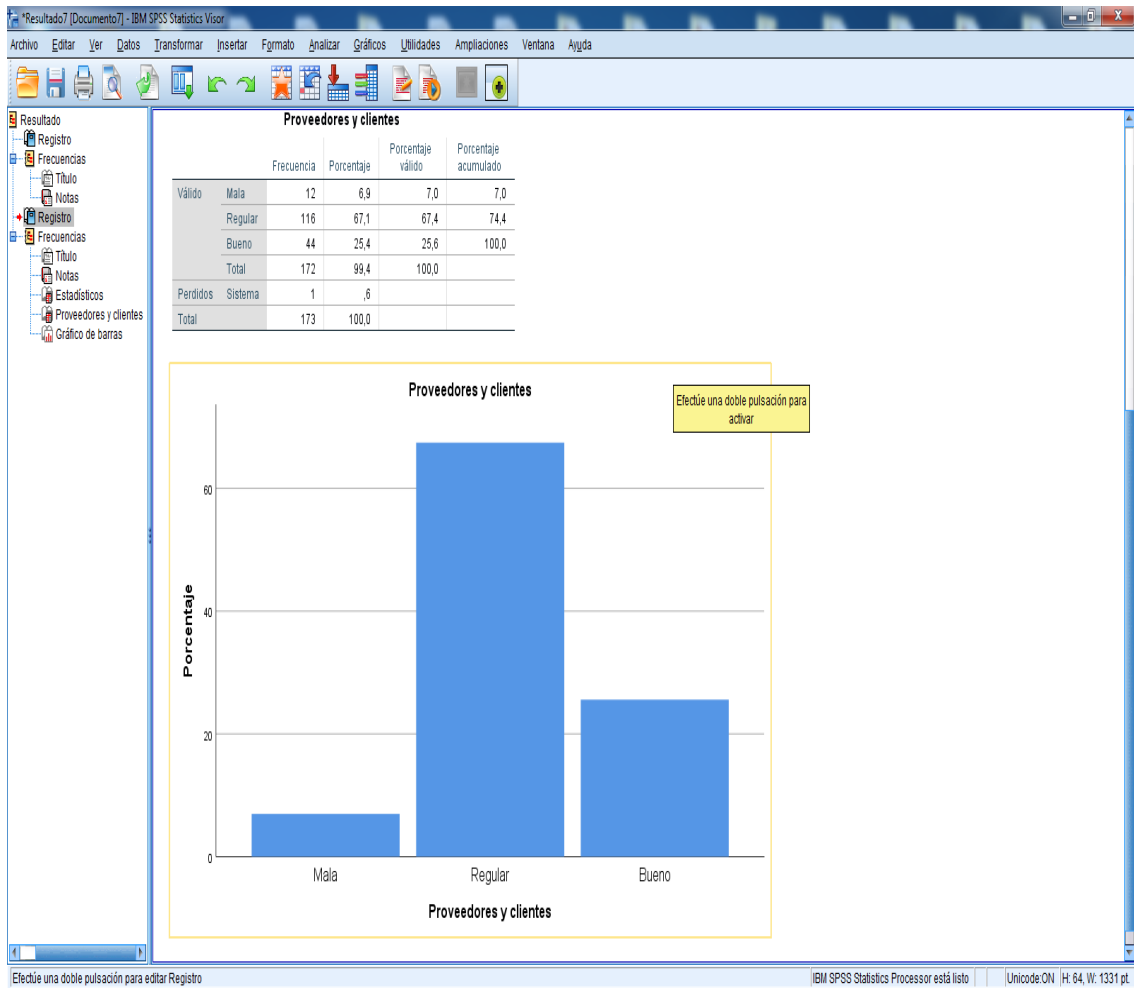 *Resultado7 [Documento7] - IBM SPSS Statistics Visor
Archivo Editar Ver Datos Transformar Insertar Formato Analizar Gráficos Utilidades Ampliaciones Ventana Ayuda
Resultado
Registro
Frecuencias
Título
Notas
Registro
Frecuencias
Título
Notas
Estadísticos
Proveedores y clientes
Gráfico de barras
Proveedores y clientes
Frecuencia Porcentaje Porcentaje válido Porcentaje acumulado
Válido Mala 12 6,9 7,0 7,0
Regular 116 67,1 67,4 74,4
Bueno 44 25,4 25,6 100,0
Total 172 99,4 100,0
Perdidos Sistema 1 ,6
Total 173 100,0
Proveedores y clientes
Efectúe una doble pulsación para
activar
Porcentaje
60
40
20
0
Mala Regular Bueno
Proveedores y clientes
Efectúe una doble pulsación para editar Registro IBM SPSS Statistics Processor está listo Unicode:ON H: 64, W: 1331 pt.